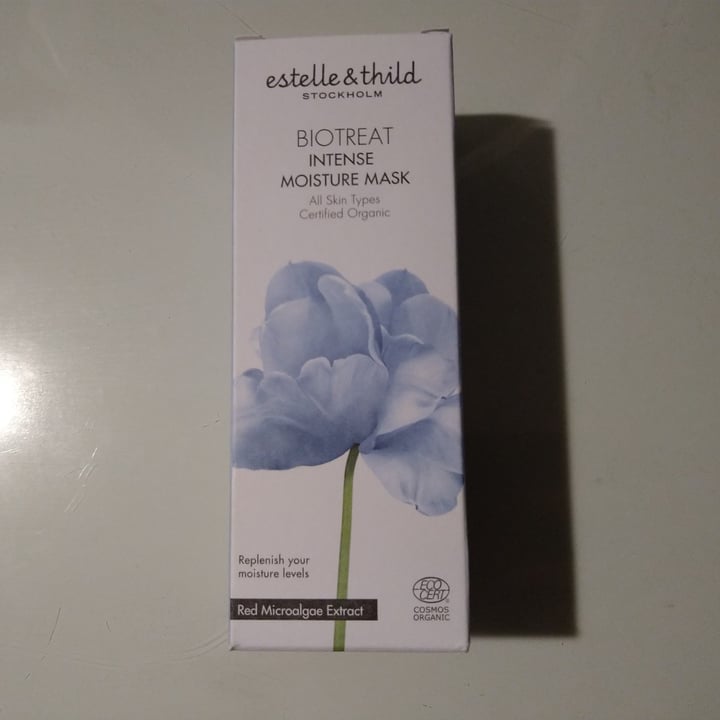 estelle & thild
STOCKHOLM
BIOTREAT
INTENSE
MOISTURE MASK
All Skin Types
Certified Organic
Replenish your
moisture levels
Red Microalgae Extract
ECO
CERT
COSMOS
ORGANIC